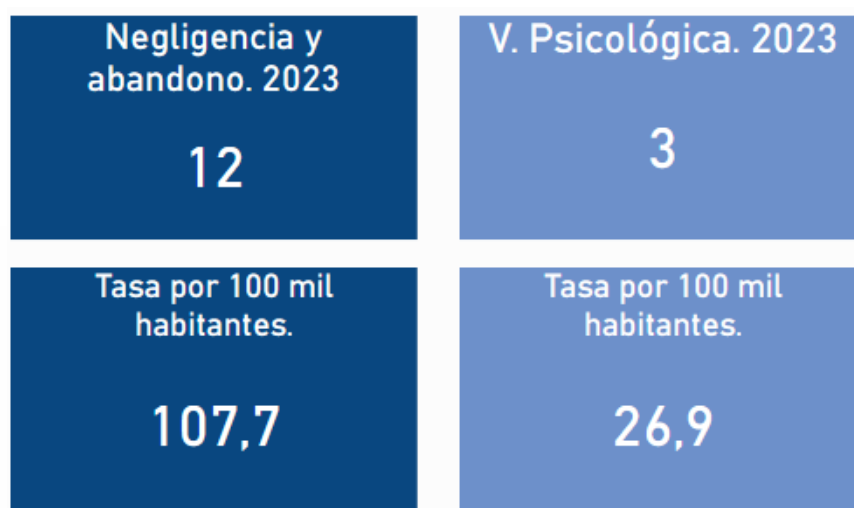 Negligencia y
abandono. 2023
12
V. Psicológica. 2023
3
Tasa por 100 mil
habitantes.
107,7
Tasa por 100 mil
habitantes.
26,9